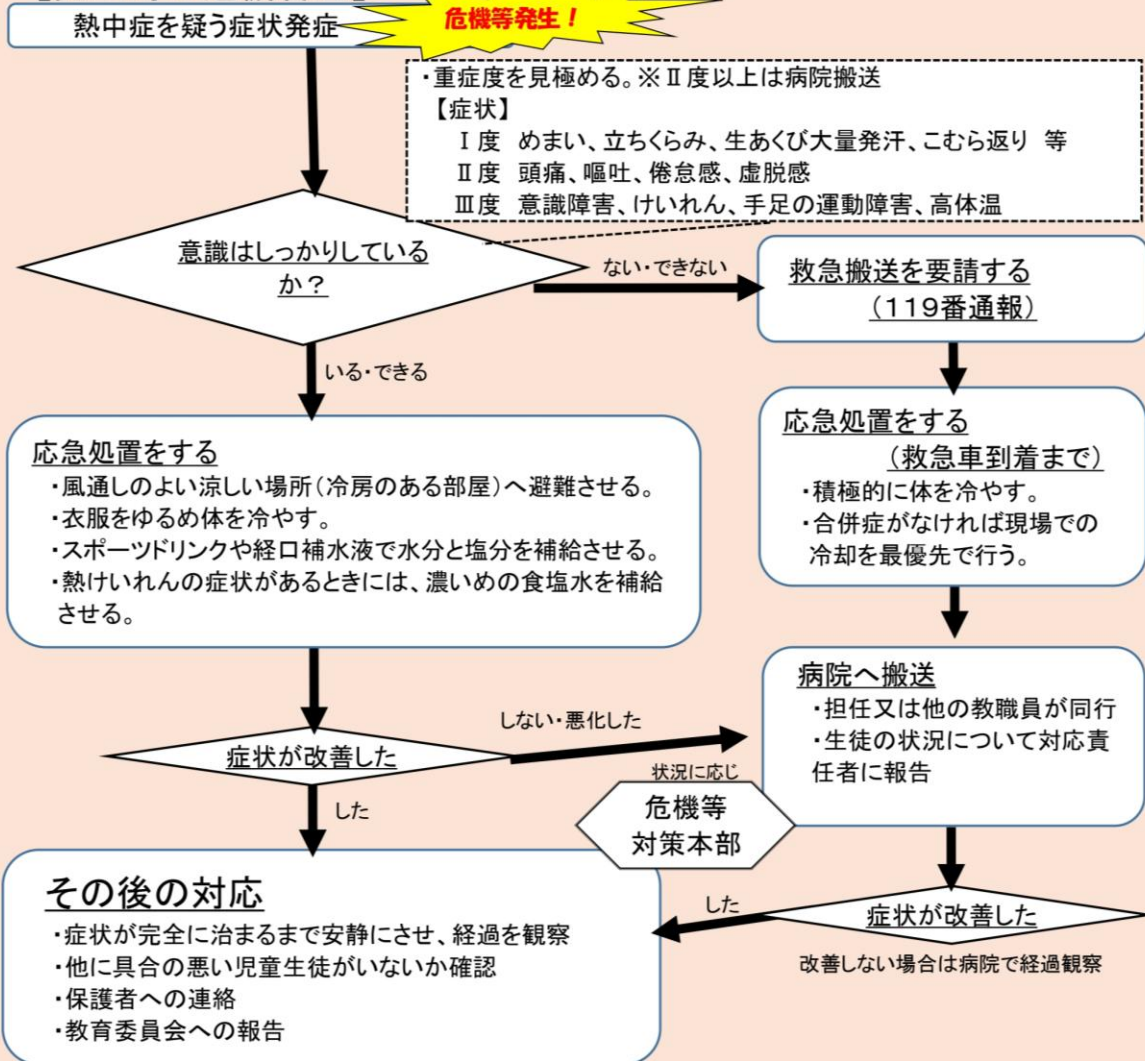 危機等発生！
熱中症を疑う症状発症
・重症度を見極める。※Ⅱ度以上は病院搬送
【症状】
Ⅰ度 めまい、立ちくらみ、生あくび大量発汗、こむら返り 等
Ⅱ度 頭痛、嘔吐、倦怠感、虚脱感
Ⅲ度 意識障害、けいれん、手足の運動障害、高体温
意識はしっかりしている
か？
ない・できない
救急搬送を要請する
（119番通報）
いる・できる
応急処置をする
・風通しのよい涼しい場所（冷房のある部屋）へ避難させる。
・衣服をゆるめ体を冷やす。
・スポーツドリンクや経口補水液で水分と塩分を補給させる。
・熱けいれんの症状があるときには、濃いめの食塩水を補給
させる。
応急処置をする
（救急車到着まで）
・積極的に体を冷やす。
・合併症がなければ現場での
冷却を最優先で行う。
症状が改善した
しない・悪化した
した
病院へ搬送
・担任又は他の教職員が同行
・生徒の状況について対応責
任者に報告
状況に応じ
危機等
対策本部
症状が改善した
した
改善しない場合は病院で経過観察
その後の対応
・症状が完全に治まるまで安静にさせ、経過を観察
・他に具合の悪い児童生徒がいないか確認
・保護者への連絡
・教育委員会への報告